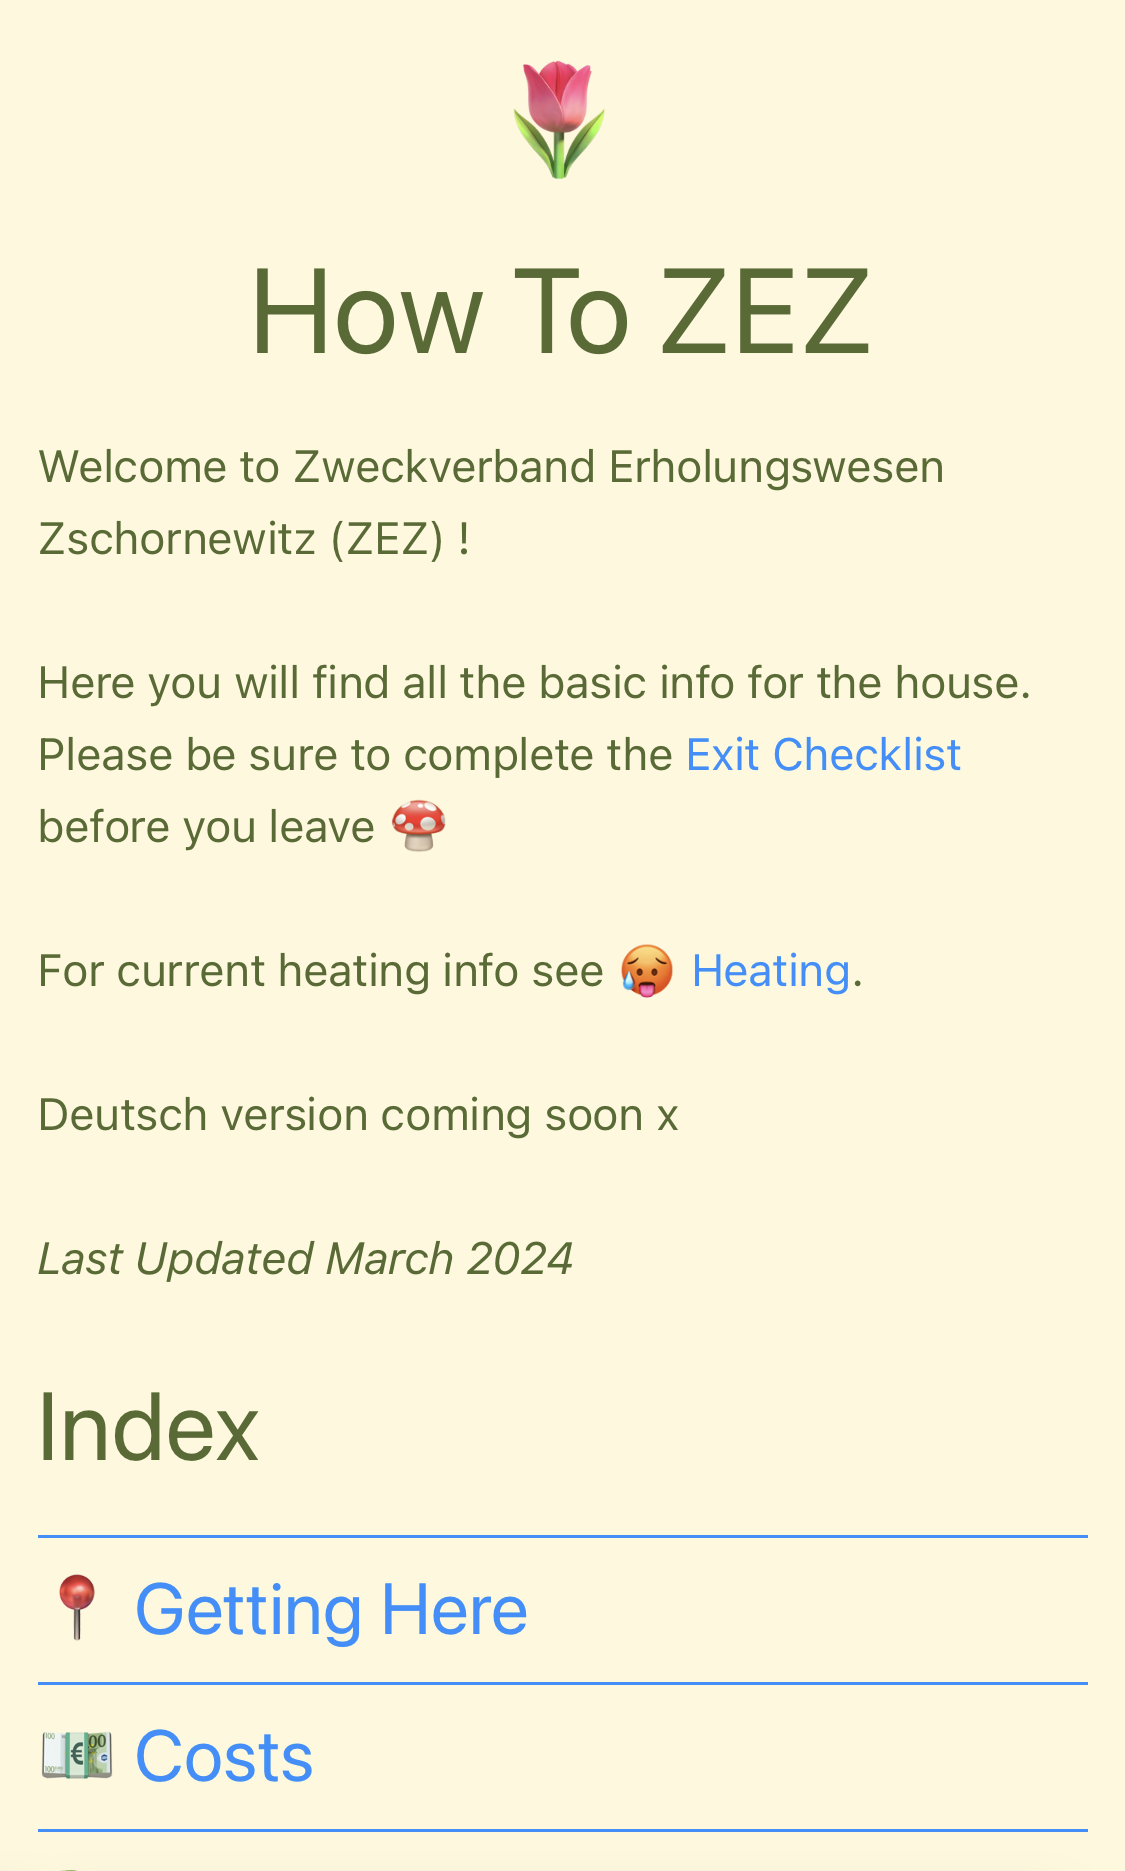 How To ZEZ
Welcome to Zweckverband Erholungswesen
Zschornewitz (ZEZ) !
Here you will find all the basic info for the house.
Please be sure to complete the Exit Checklist
before you leave 🍄
For current heating info see 🥵 Heating.
Deutsch version coming soon x
Last Updated March 2024
Index
📍 Getting Here
💶 Costs